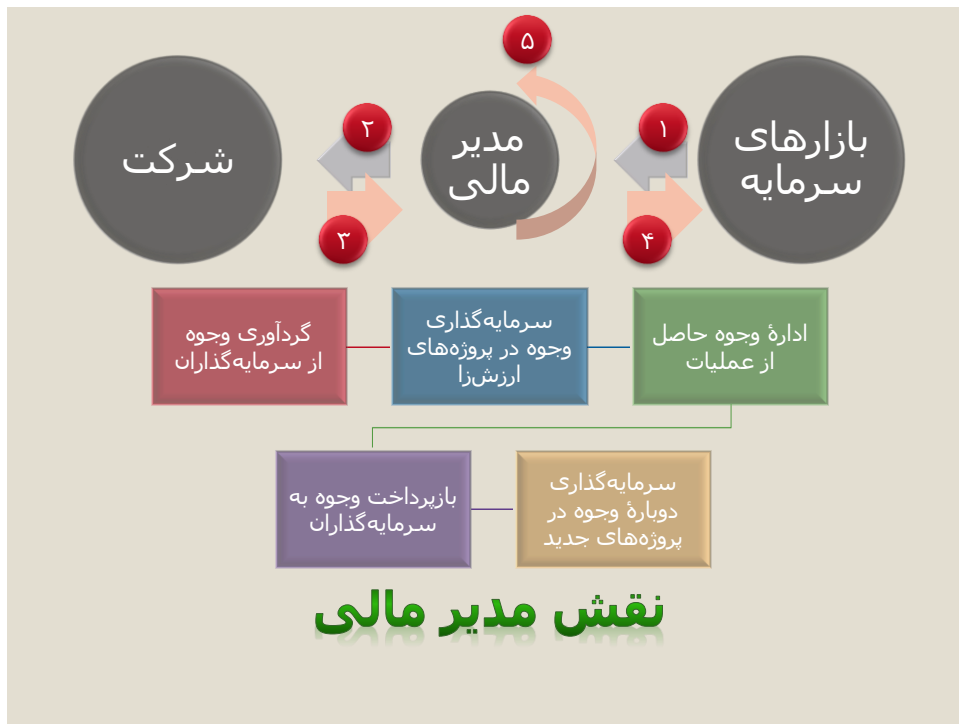 ۵
بازارهای
سرمایه
۱
مدیر
مالی
۲
شرکت
۴
۳
گردآوری وجوه
از سرمایه‌گذاران
سرمایه‌گذاری
وجوه در پروژه‌های
ارزش‌زا
ادارهٔ وجوه حاصل
از عملیات
بازپرداخت وجوه به
سرمایه‌گذاران
سرمایه‌گذاری
دوبارهٔ وجوه در
پروژه‌های جدید
نقش مدیر مالی